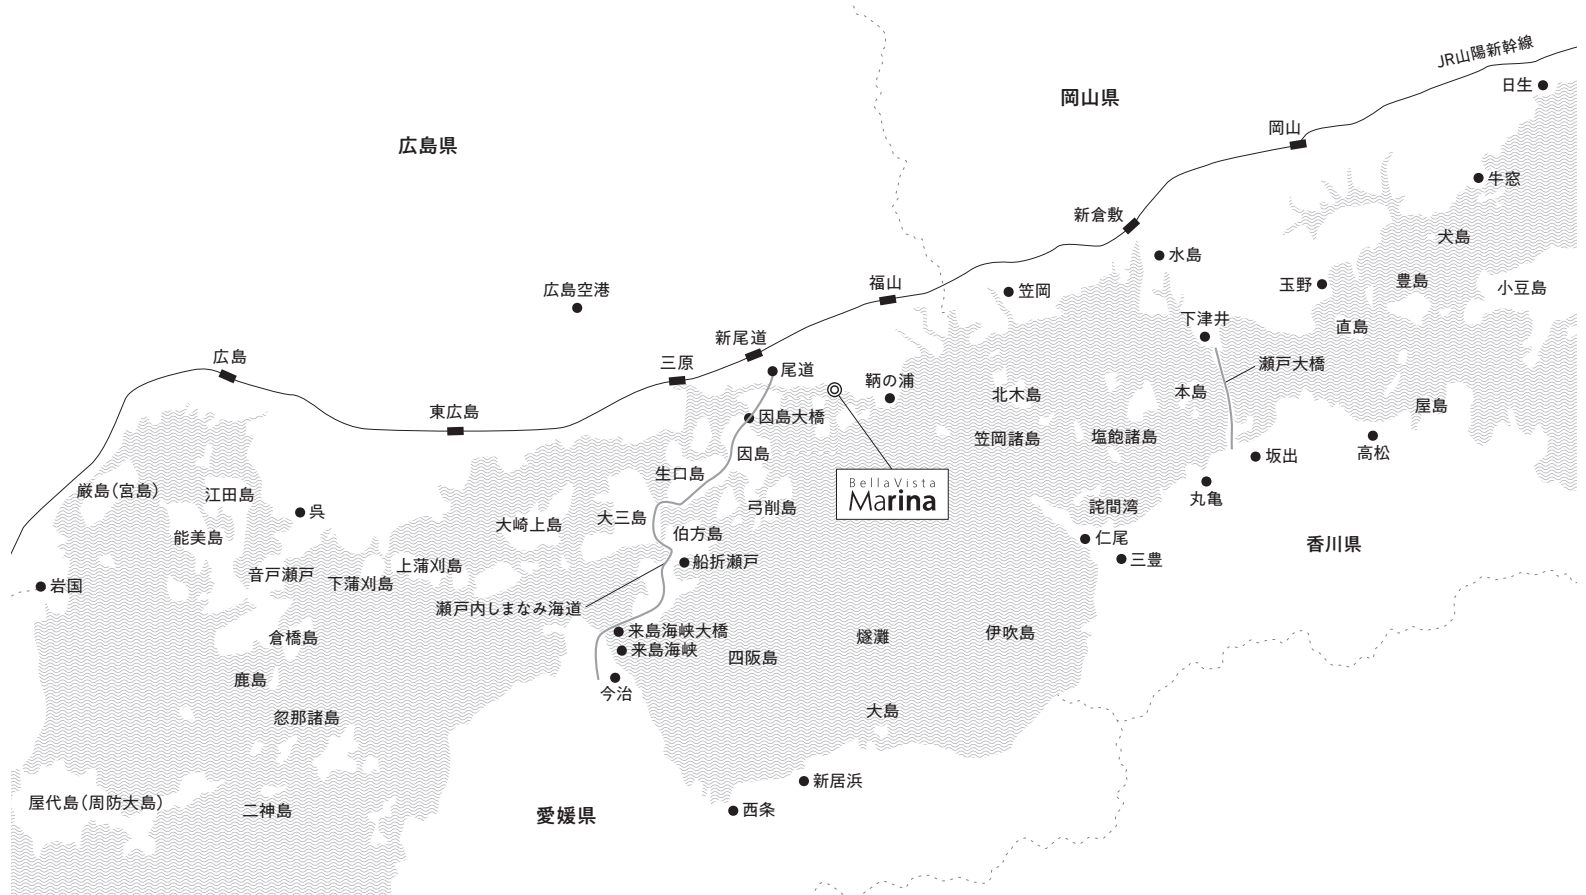 JR山陽新幹線
日生
岡山県
岡山
広島県
牛窓
新倉敷
犬島
水島
福山
笠岡
玉野
豊島
小豆島
広島空港
下津井
直島
新尾道
広島
三原
尾道
瀬戸大橋
鞆の浦
北木島
本島
屋島
東広島
因島大橋
笠岡諸島
塩飽諸島
高松
因島
坂出
生口島
BellaVista
Marina
厳島(宮島)
江田島
丸亀
呉
弓削島
詫間湾
大崎上島
大三島
能美島
伯方島
仁尾
香川県
船折瀬戸
三豊
上蒲刈島
音戸瀬戸
下蒲刈島
岩国
瀬戸内しまなみ海道
来島海峡大橋
燧灘
伊吹島
倉橋島
来島海峡
四阪島
鹿島
今治
忽那諸島
大島
新居浜
屋代島(周防大島)
二神島
西条
愛媛県